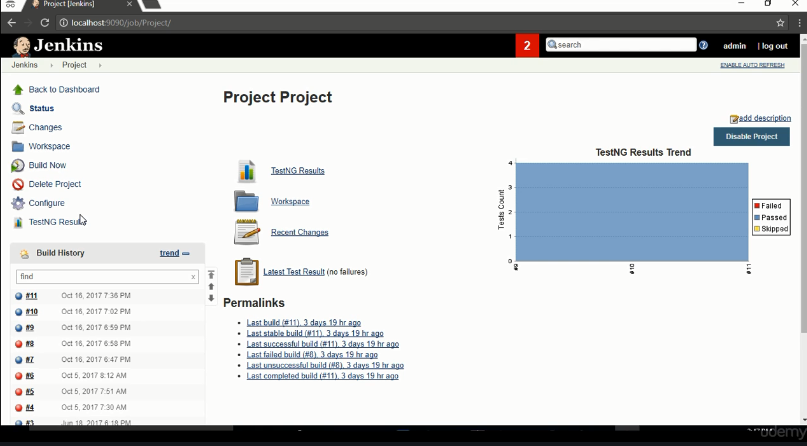 Project [Jenkins]
localhost:9090/job/Project/
Jenkins
2
search
admin
| log out
Jenkins
Project
ENABLE AUTO REFRESH
Back to Dashboard
Status
Changes
Workspace
Build Now
Delete Project
Configure
TestNG Results
Build History
trend
find
x
#11 Oct 16, 2017 7:36 PM
#10 Oct 16, 2017 7:02 PM
#9 Oct 16, 2017 6:59 PM
#8 Oct 16, 2017 6:58 PM
#7 Oct 16, 2017 6:47 PM
#6 Oct 5, 2017 8:12 AM
#5 Oct 5, 2017 7:51 AM
#4 Oct 5, 2017 7:30 AM
#3 Jun 18, 2017 6:18 PM
Project Project
add description
Disable Project
TestNG Results
Workspace
Recent Changes
Latest Test Result (no failures)
Permalinks
Last build (#11), 3 days 19 hr ago
Last stable build (#11), 3 days 19 hr ago
Last successful build (#11), 3 days 19 hr ago
Last failed build (#8), 3 days 19 hr ago
Last unsuccessful build (#8), 3 days 19 hr ago
Last completed build (#11), 3 days 19 hr ago
TestNG Results Trend
Tests Count
4
3
2
1
0
#9
#10
#11
Failed
Passed
Skipped
udemy